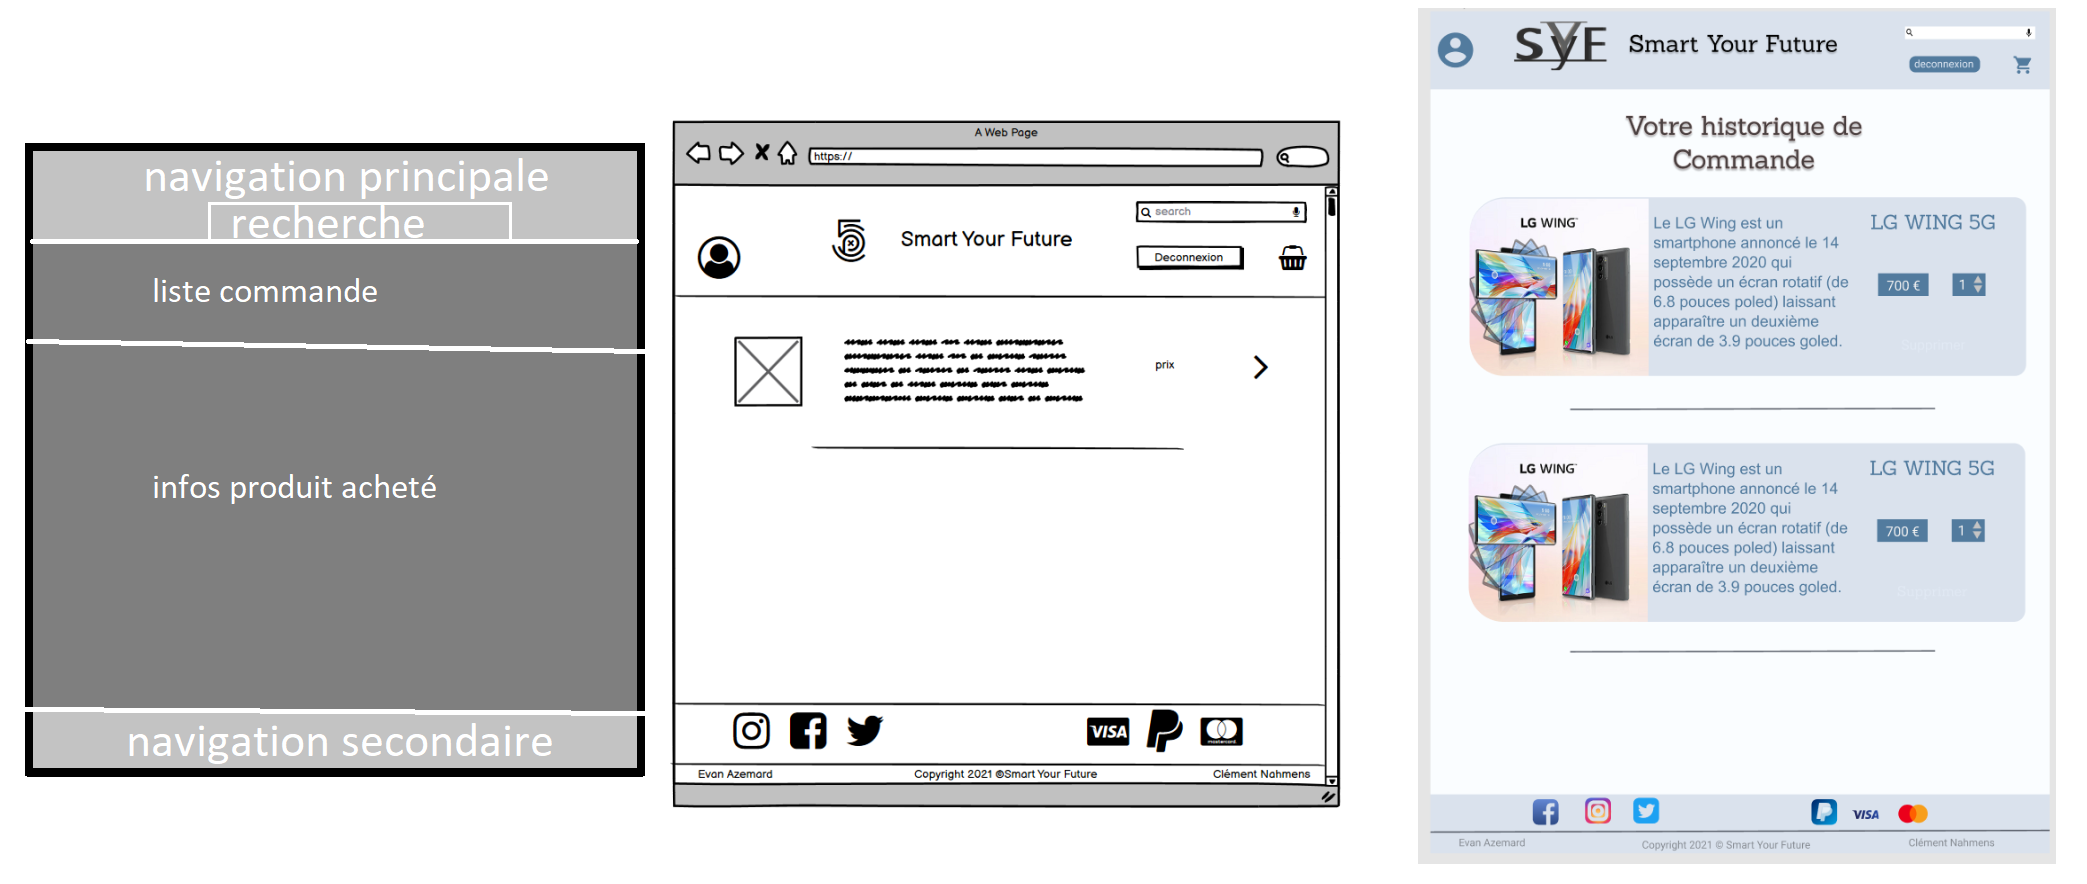 navigation principale
recherche
liste commande
infos produit acheté
navigation secondaire
A Web Page
https://
search
Smart Your Future
Deconnexion
prix
VISA
mastercard
Evan Azemard
Copyright 2021 ©Smart Your Future
Clément Nahmens
SYF
Smart Your Future
deconnexion
Votre historique de
Commande
LG WING
Le LG Wing est un
smartphone annoncé le 14
septembre 2020 qui
possède un écran rotatif (de
6.8 pouces poled) laissant
apparaître un deuxième
écran de 3.9 pouces goled.
LG WING 5G
700 €
1
Supprimer
LG WING
Le LG Wing est un
smartphone annoncé le 14
septembre 2020 qui
possède un écran rotatif (de
6.8 pouces poled) laissant
apparaître un deuxième
écran de 3.9 pouces goled.
LG WING 5G
700 €
1
Supprimer
VISA
Evan Azemard
Copyright 2021 © Smart Your Future
Clément Nahmens